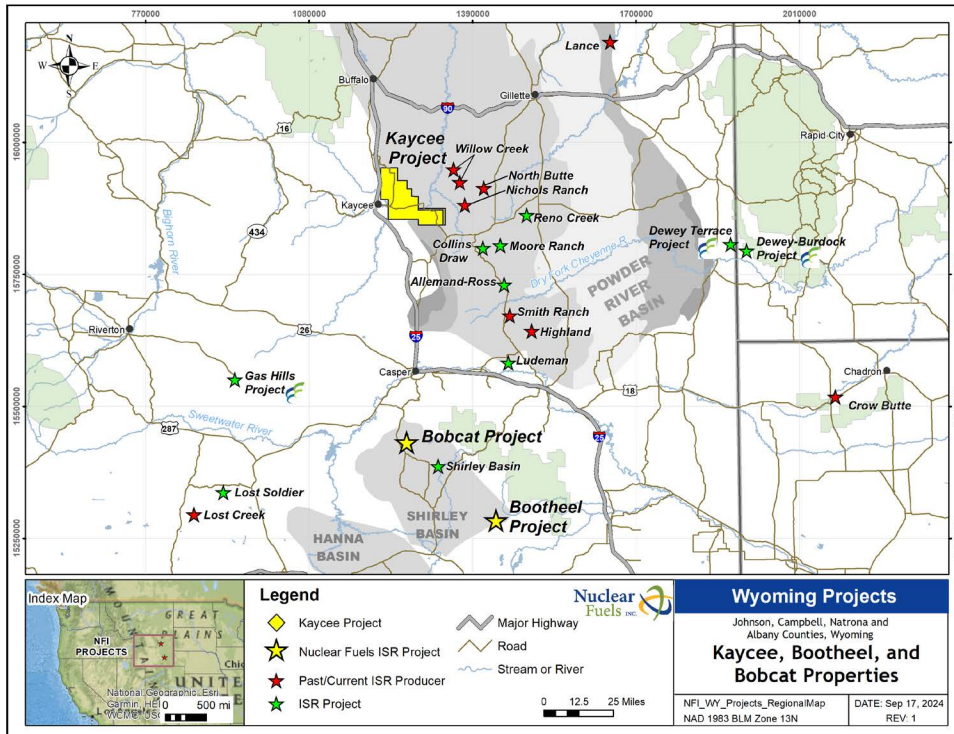 770000
1080000
1390000
1700000
2010000
N
W
E
S
Lance
Buffalo
Gillette
90
16
Rapid City
16000000
Kaycee
Project
Willow Creek
North Butte
Nichols Ranch
Kaycee
Reno Creek
Bighorn River
434
Collins
Draw
Moore Ranch
Dry Fork Cheyenne R.
Dewey Terrace
Project
Dewey-Burdock
Project
15750000
Allemand-Ross
POWDER
RIVER
BASIN
Smith Ranch
Highland
Riverton
26
25
Ludeman
Casper
Chadron
Gas Hills
Project
18
Crow Butte
15500000
Sweetwater River
287
Bobcat Project
25
Shirley Basin
Lost Soldier
Lost Creek
Bootheel
Project
SHIRLEY
BASIN
HANNA
BASIN
15250000
Index Map
GREAT
PLAINS
NFI
PROJECTS
UNITED
National Geographic, Esri
0
500 mi
Legend
Kaycee Project
Nuclear Fuels ISR Project
Past/Current ISR Producer
ISR Project
Major Highway
Road
Stream or River
0
12.5
25 Miles
Nuclear
Fuels INC.
Wyoming Projects
Johnson, Campbell, Natrona and
Albany Counties, Wyoming
Kaycee, Bootheel, and
Bobcat Properties
NFI_WY_Projects_RegionalMap
NAD 1983 BLM Zone 13N
DATE: Sep 17, 2024
REV: 1